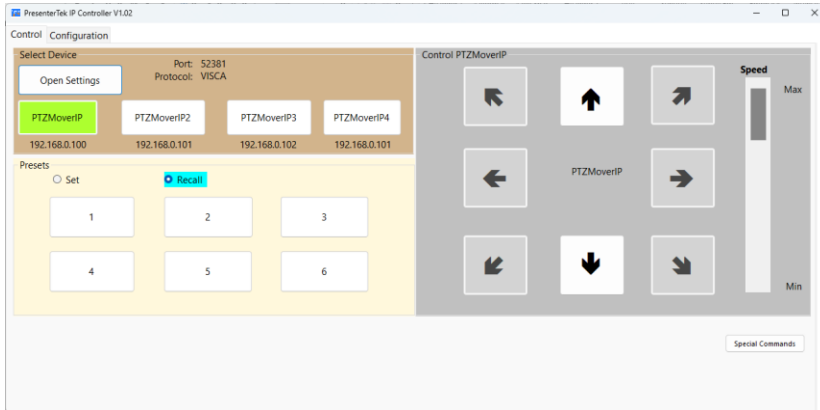 PresenterTek IP Controller V1.02
Control Configuration
Select Device
Port: 52381
Protocol: VISCA
Open Settings
PTZMoverIP PTZMoverIP2 PTZMoverIP3 PTZMoverIP4
192.168.0.100 192.168.0.101 192.168.0.102 192.168.0.101
Presets
Set Recall
1 2 3
4 5 6
Control PTZMoverIP
Speed
Max
PTZMoverIP
Min
Special Commands